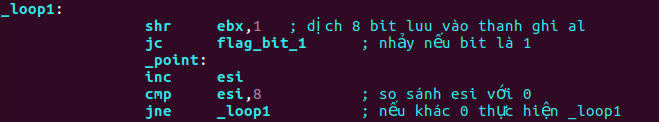 _loop1:
shr ebx,1 ; dịch 8 bit luu vào thanh ghi al
jc flag_bit_1 ; nhảy nếu bit là 1
_point:
inc esi
cmp esi,8 ; so sánh esi với 0
jne _loop1 ; nếu khác 0 thực hiện _loop1